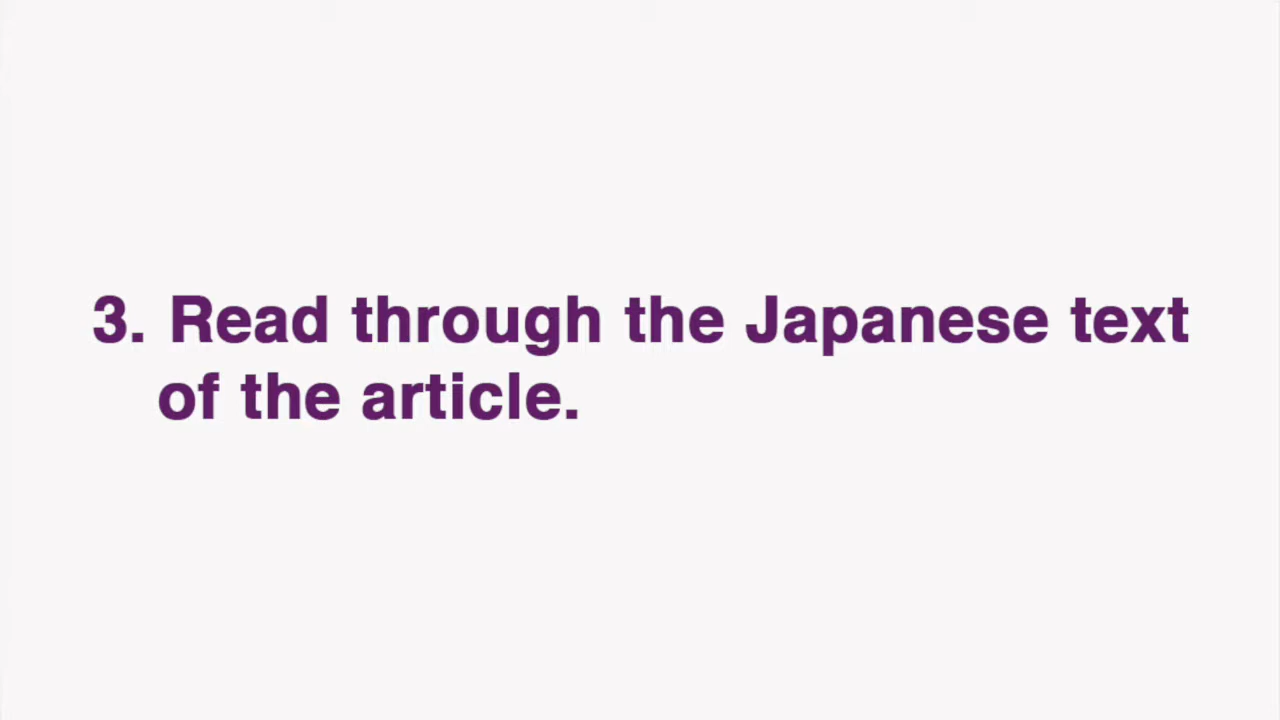 3. Read through the Japanese text
of the article.